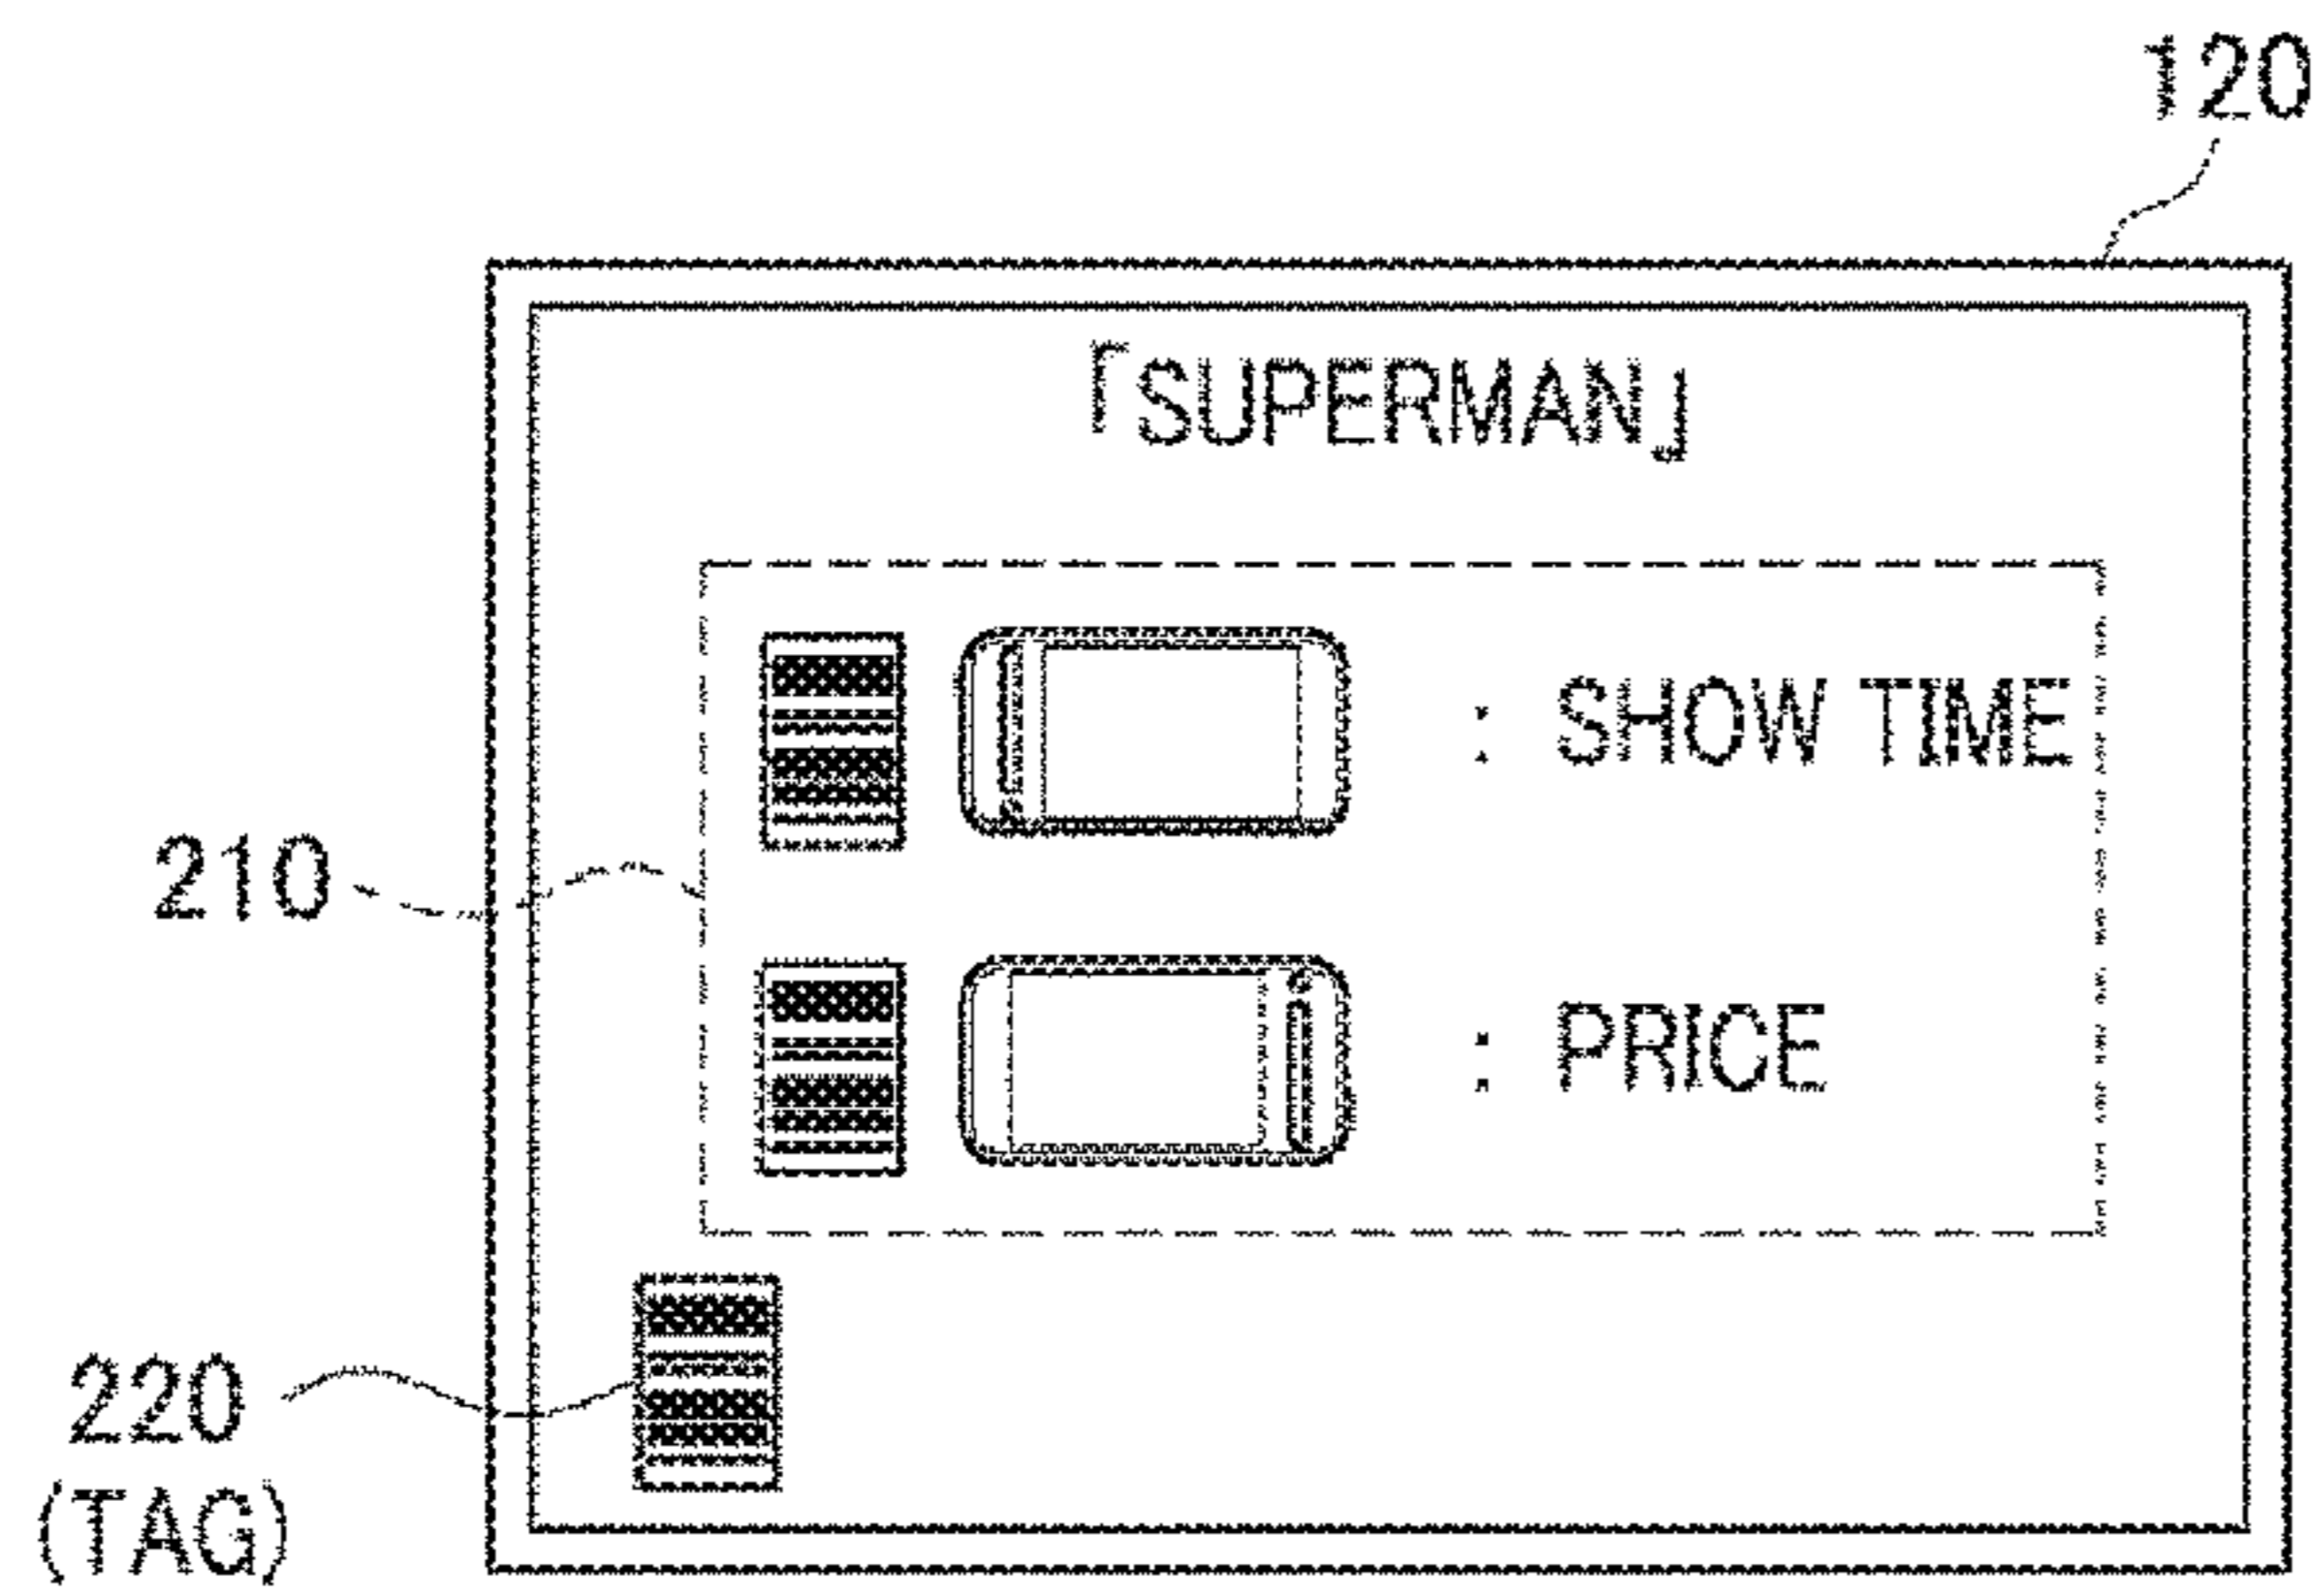 120
「SUPERMAN」
: SHOW TIME
210
: PRICE
220
(TAG)